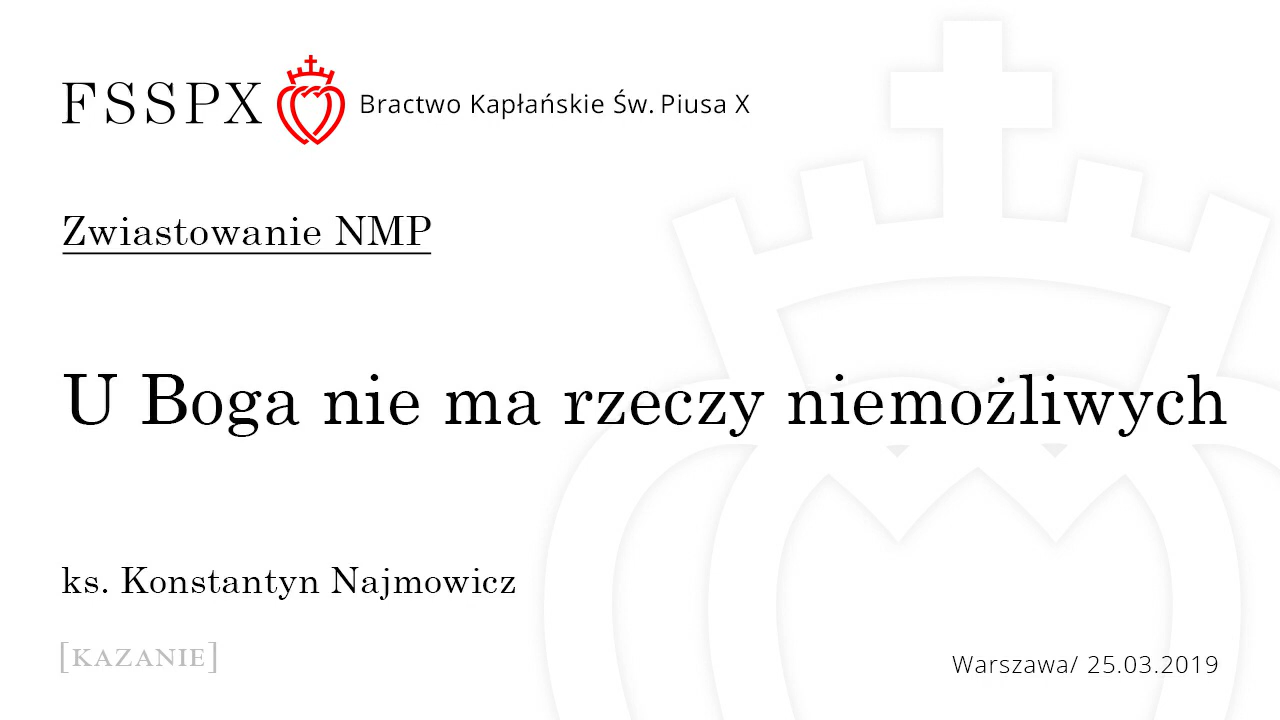 FSSPX Bractwo Kapłańskie Św. Piusa X
Zwiastowanie NMP
U Boga nie ma rzeczy niemożliwych
ks. Konstantyn Najmowicz
[KAZANIE]
Warszawa/ 25.03.2019